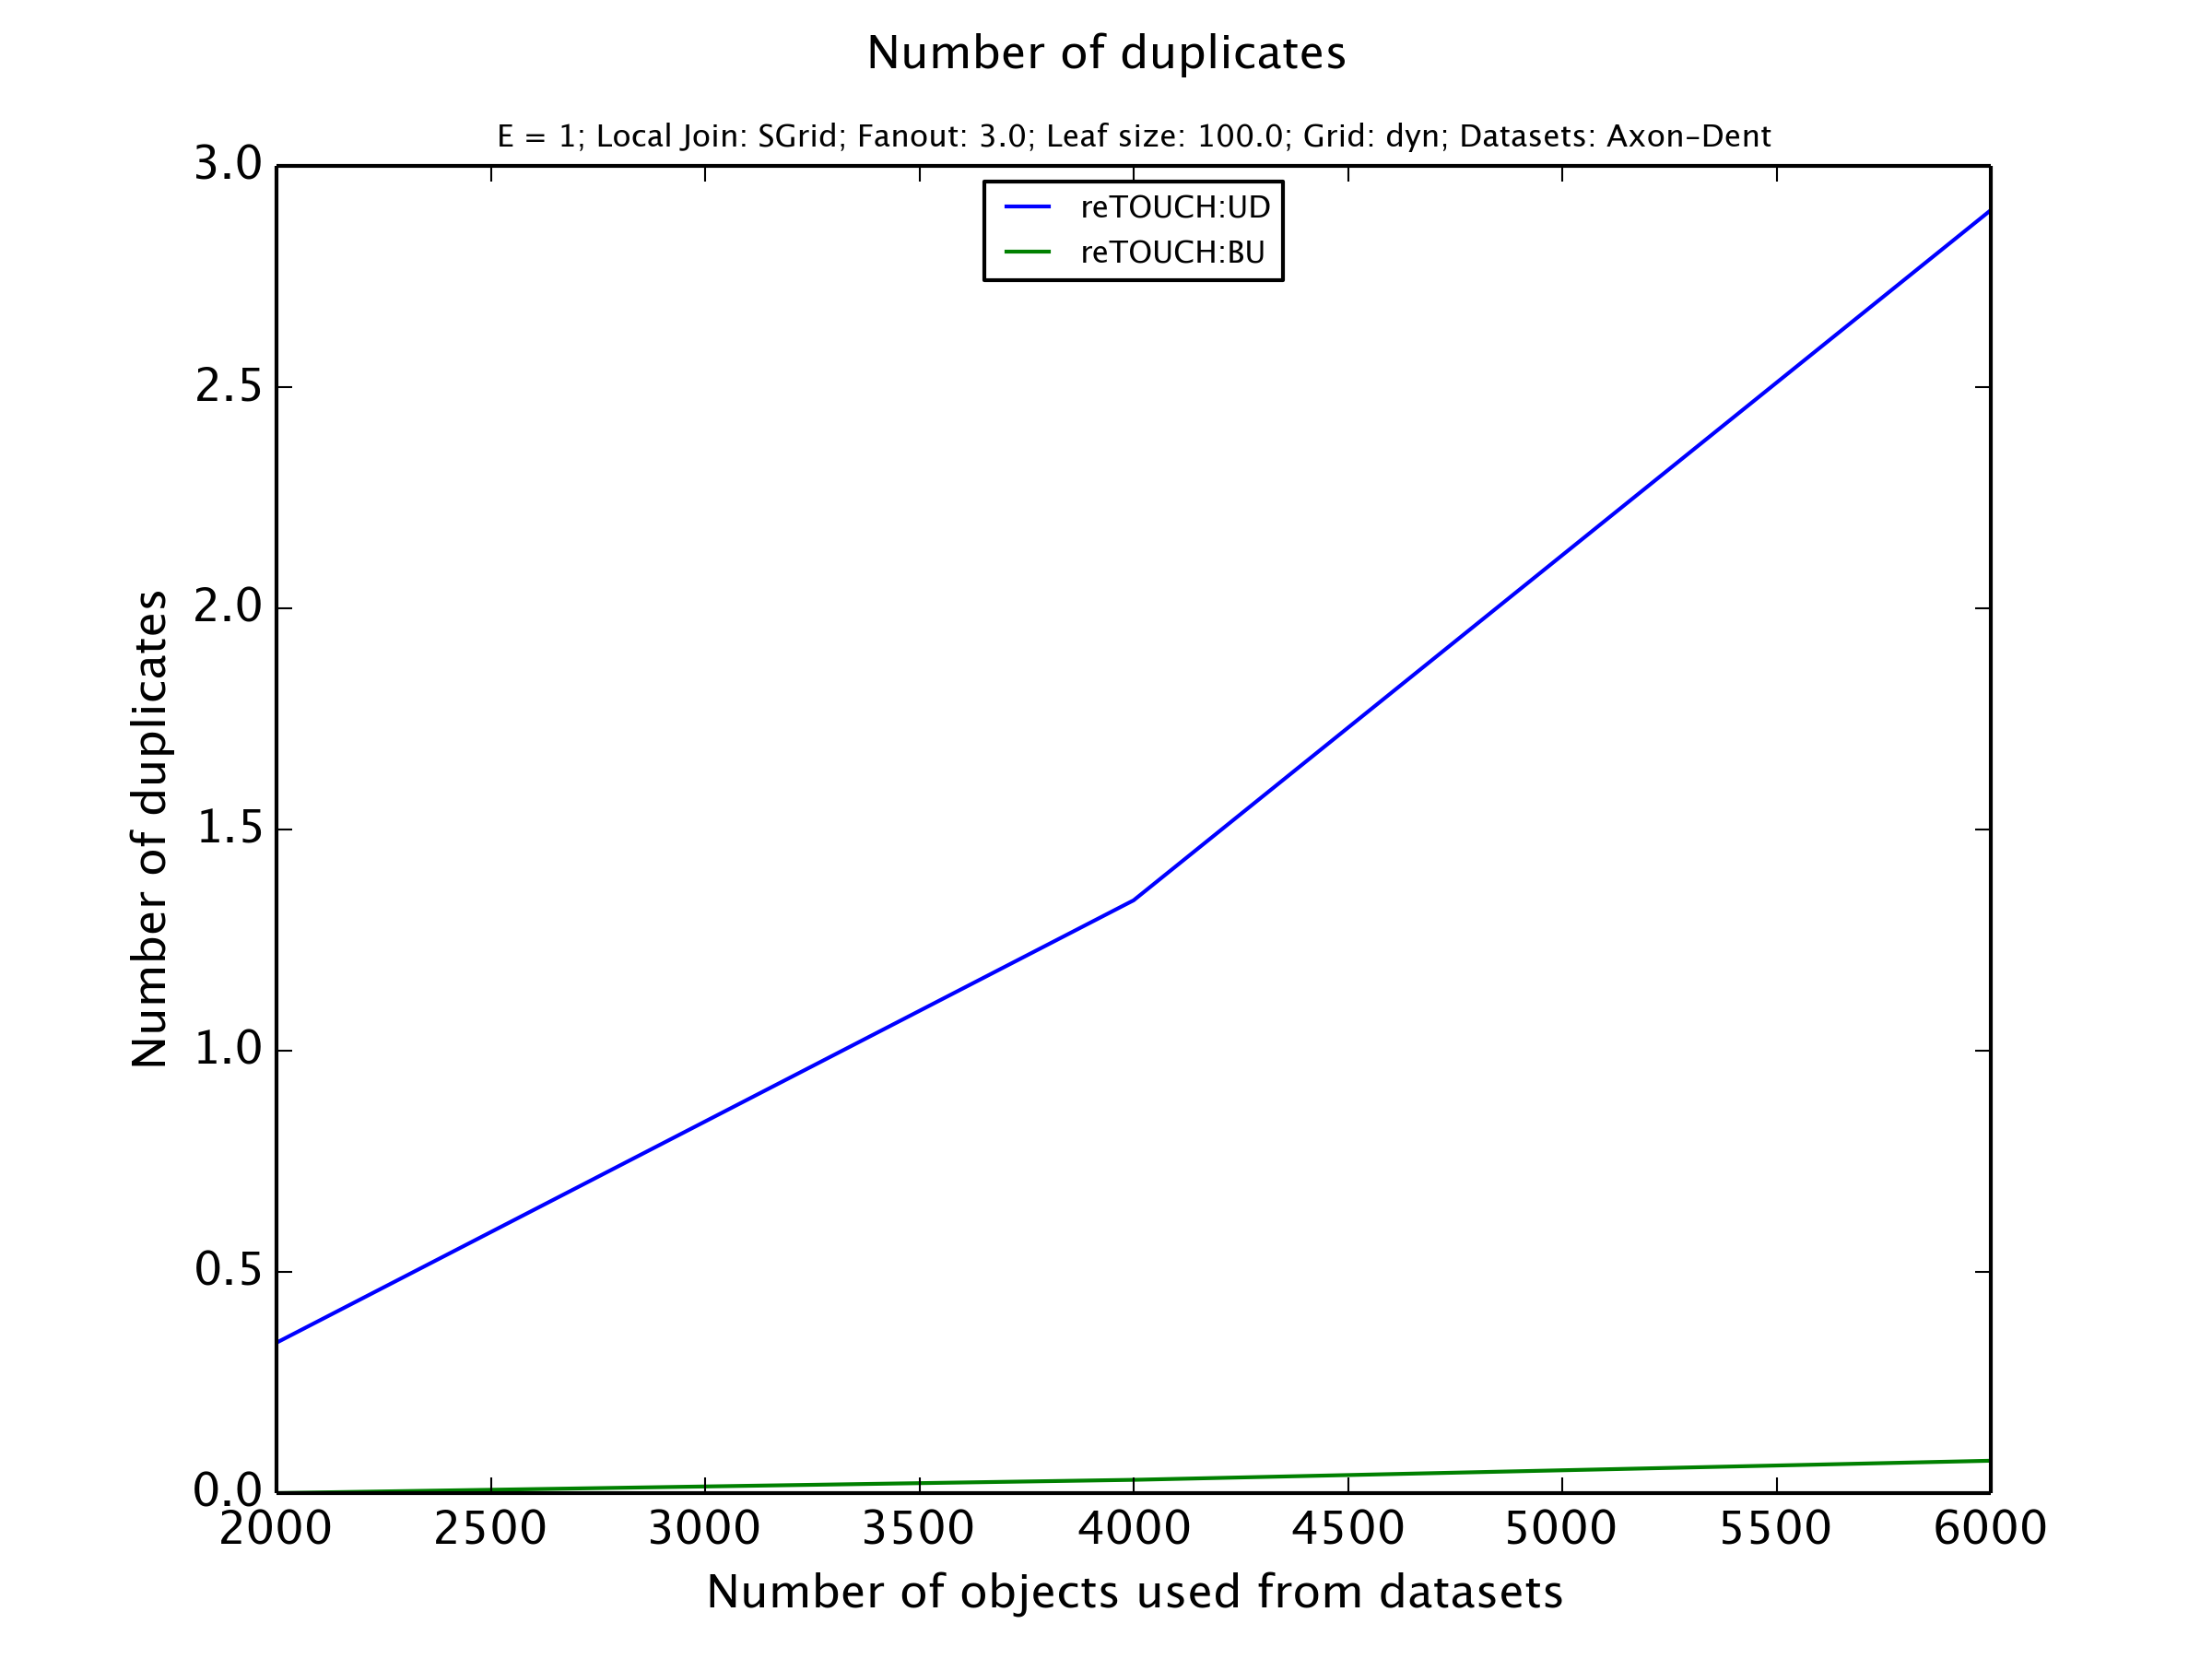 Number of duplicates
E = 1; Local Join: SGrid; Fanout: 3.0; Leaf size: 100.0; Grid: dyn; Datasets: Axon-Dent
reTOUCH:UD
reTOUCH:BU
3.0
2.5
2.0
1.5
1.0
0.5
0.0
Number of duplicates
2000 2500 3000 3500 4000 4500 5000 5500 6000
Number of objects used from datasets